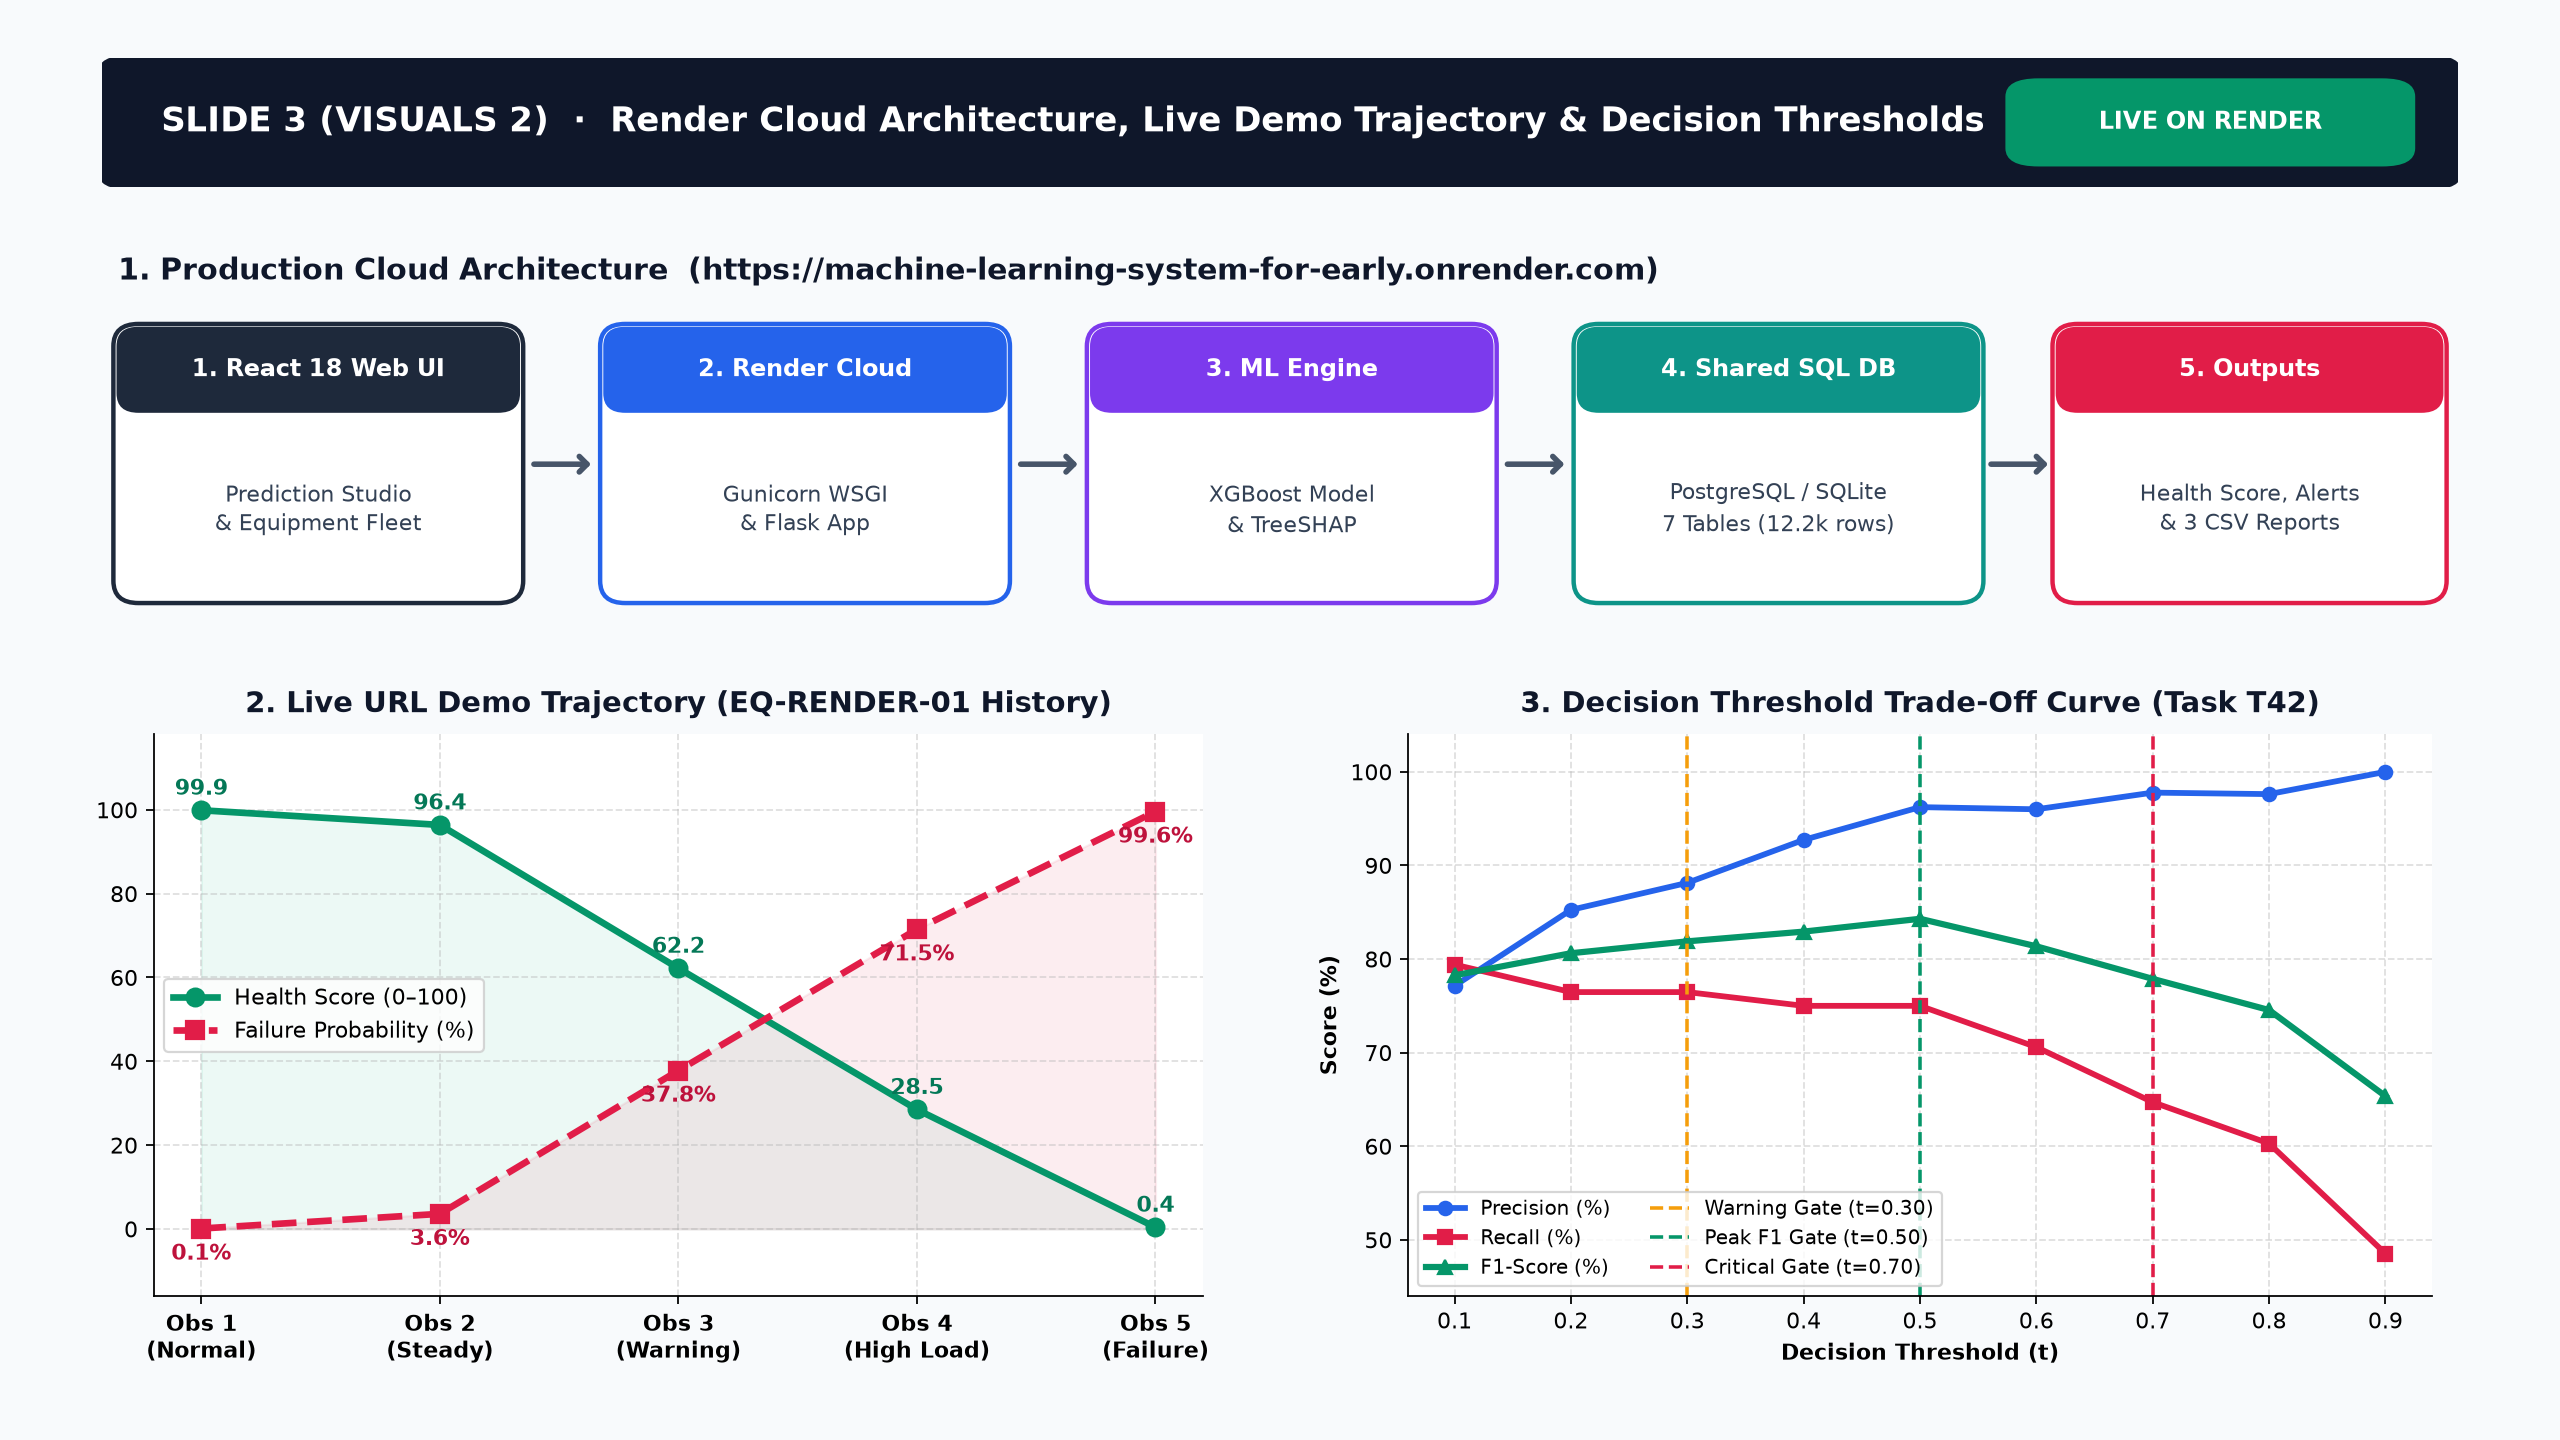 SLIDE 3 (VISUALS 2)  ·  Render Cloud Architecture, Live Demo Trajectory & Decision Thresholds
LIVE ON RENDER
1. Production Cloud Architecture  (https://machine-learning-system-for-early.onrender.com)
1. React 18 Web UI
Prediction Studio
& Equipment Fleet
2. Render Cloud
Gunicorn WSGI
& Flask App
3. ML Engine
XGBoost Model
& TreeSHAP
4. Shared SQL DB
PostgreSQL / SQLite
7 Tables (12.2k rows)
5. Outputs
Health Score, Alerts
& 3 CSV Reports
2. Live URL Demo Trajectory (EQ-RENDER-01 History)
100
80
60
40
20
0
99.9
96.4
62.2
28.5
0.4
0.1%
3.6%
37.8%
71.5%
99.6%
Health Score (0–100)
Failure Probability (%)
Obs 1
(Normal)
Obs 2
(Steady)
Obs 3
(Warning)
Obs 4
(High Load)
Obs 5
(Failure)
3. Decision Threshold Trade-Off Curve (Task T42)
Score (%)
100
90
80
70
60
50
Precision (%)
Recall (%)
F1-Score (%)
Warning Gate (t=0.30)
Peak F1 Gate (t=0.50)
Critical Gate (t=0.70)
0.1
0.2
0.3
0.4
0.5
0.6
0.7
0.8
0.9
Decision Threshold (t)